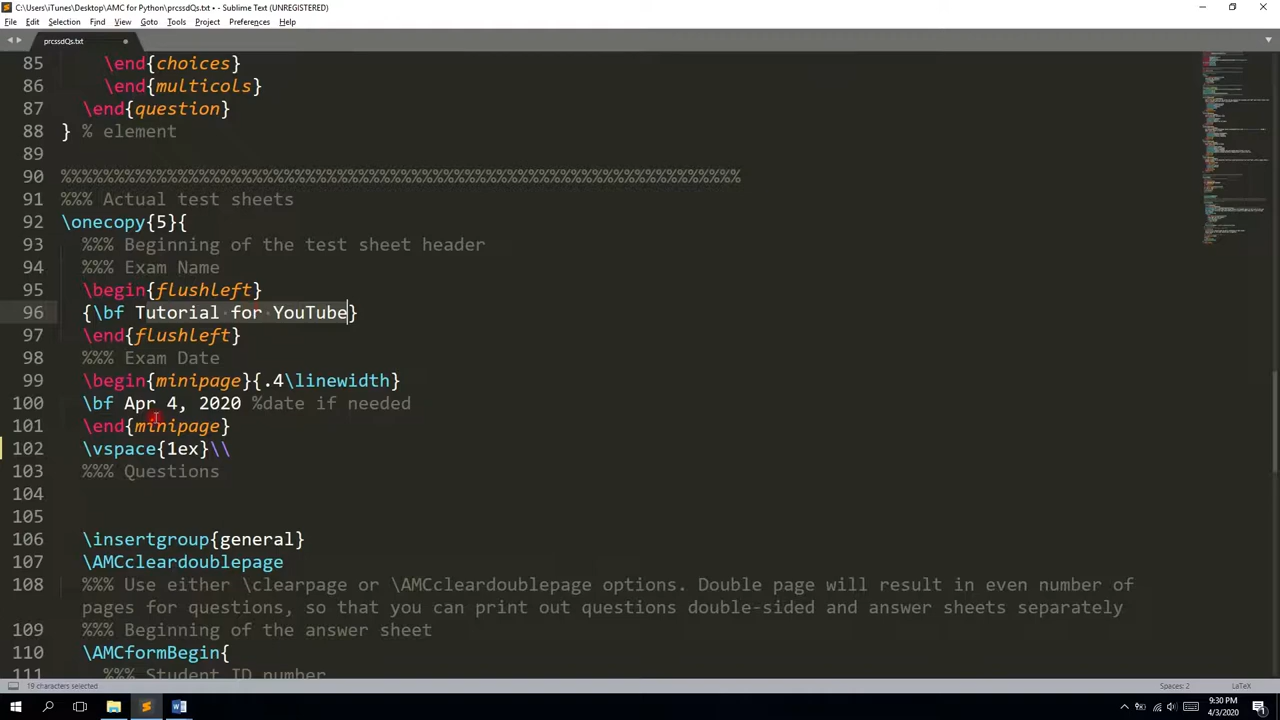 C:\Users\iTunes\Desktop\AMC for Python\prcssdQs.txt • - Sublime Text (UNREGISTERED)
File Edit Selection Find View Goto Tools Project Preferences Help
prcssdQs.txt
85 \end{choices}
86 \end{multicols}
87 \end{question}
88 } % element
89
90 %%%%%%%%%%%%%%%%%%%%%%%%%%%%%%%%%%%%%%%%%%%%%%%%%%%%%%%%%%%%%%%%
91 %%% Actual test sheets
92 \onecopy{5}{
93 %%% Beginning of the test sheet header
94 %%% Exam Name
95 \begin{flushleft}
96 {\bf Tutorial for YouTube}
97 \end{flushleft}
98 %%% Exam Date
99 \begin{minipage}{.4\linewidth}
100 \bf Apr 4, 2020 %date if needed
101 \end{minipage}
102 \vspace{1ex}\\
103 %%% Questions
104
105
106 \insertgroup{general}
107 \AMCcleardoublepage
108 %%% Use either \clearpage or \AMCcleardoublepage options. Double page will result in even number of
pages for questions, so that you can print out questions double-sided and answer sheets separately
109 %%% Beginning of the answer sheet
110 \AMCformBegin{
111 %%% Student ID number
19 characters selected
Spaces: 2
LaTeX
9:30 PM
4/3/2020